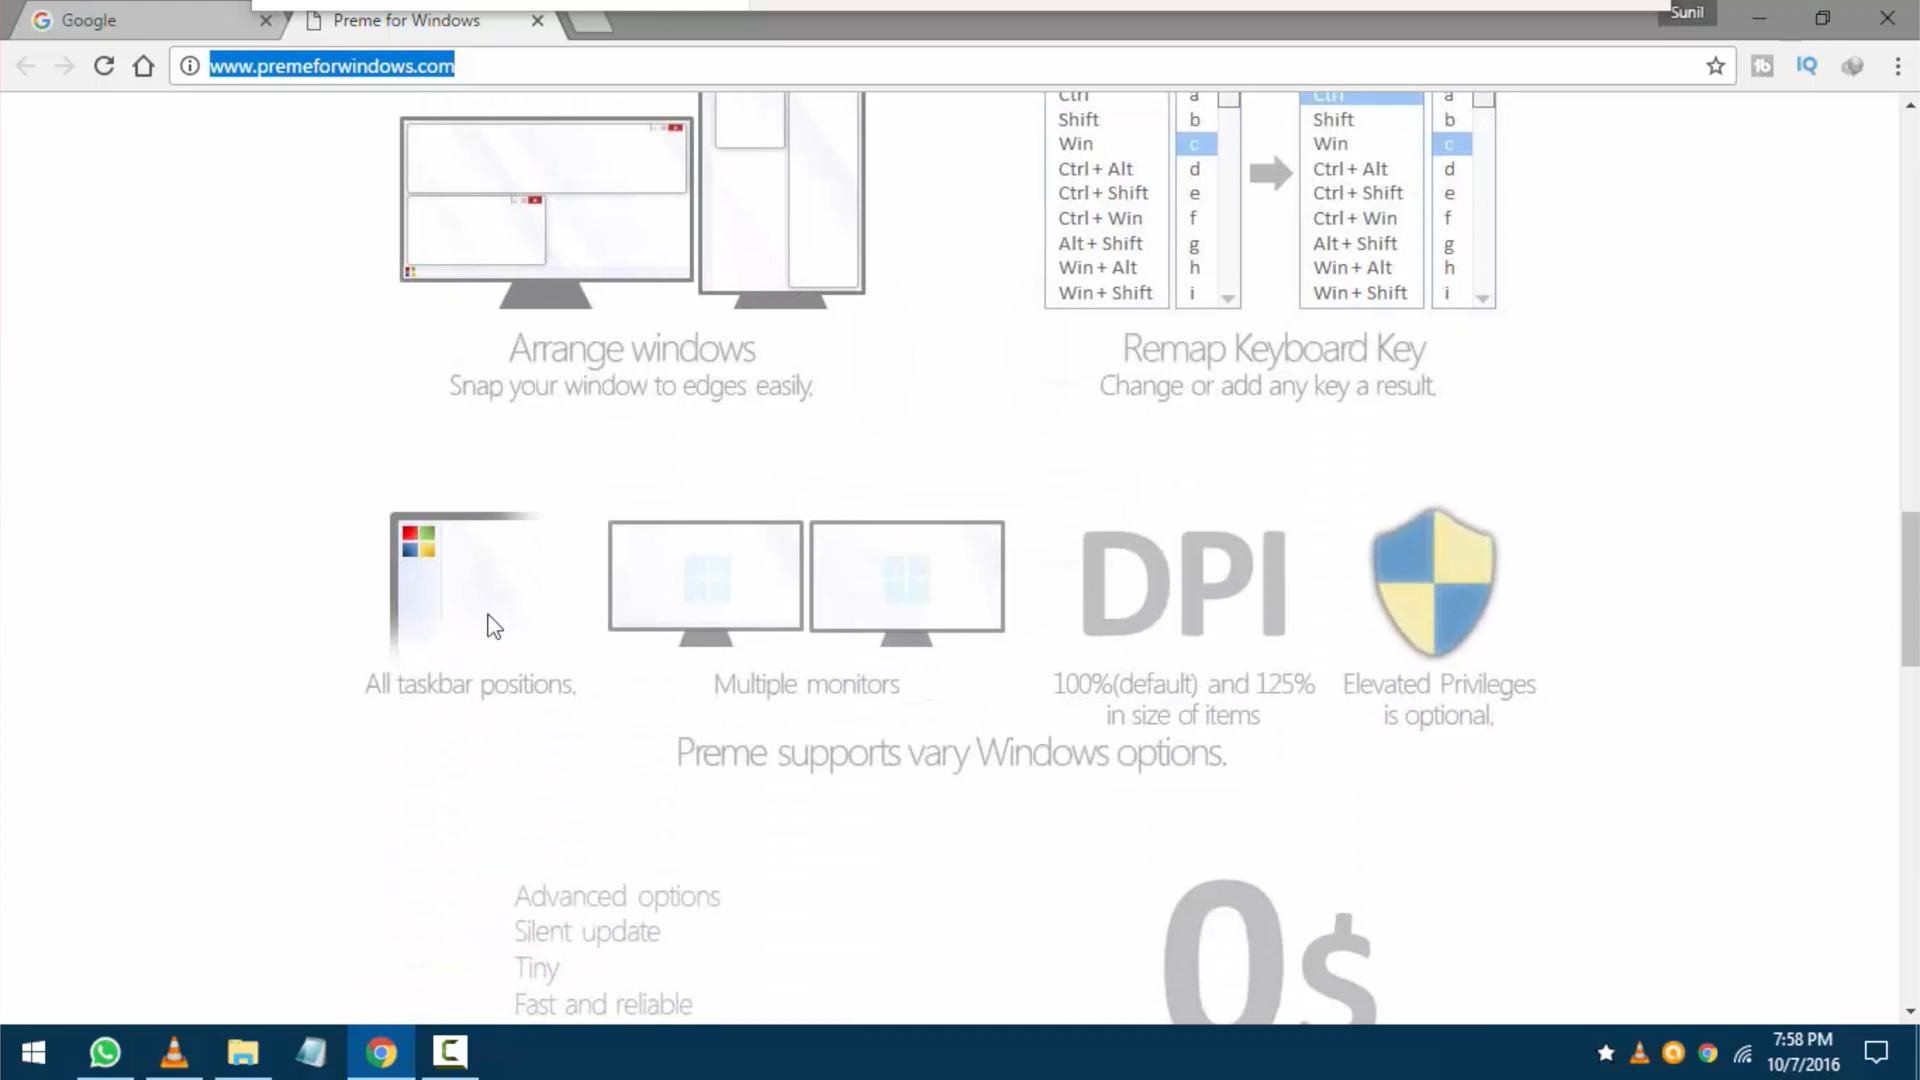 Google
Preme for Windows
Sunil
www.premeforwindows.com
IQ
Ctrl a Ctrl a
Shift b Shift b
Win c Win c
Ctrl + Alt d Ctrl + Alt d
Ctrl + Shift e Ctrl + Shift e
Ctrl + Win f Ctrl + Win f
Alt + Shift g Alt + Shift g
Win + Alt h Win + Alt h
Win + Shift i Win + Shift i
Arrange windows
Snap your window to edges easily.
Remap Keyboard Key
Change or add any key a result.
DPI
All taskbar positions.
Multiple monitors
100%(default) and 125%
in size of items
Elevated Privileges
is optional.
Preme supports vary Windows options.
Advanced options
Silent update
Tiny
Fast and reliable
0$
7:58 PM
10/7/2016